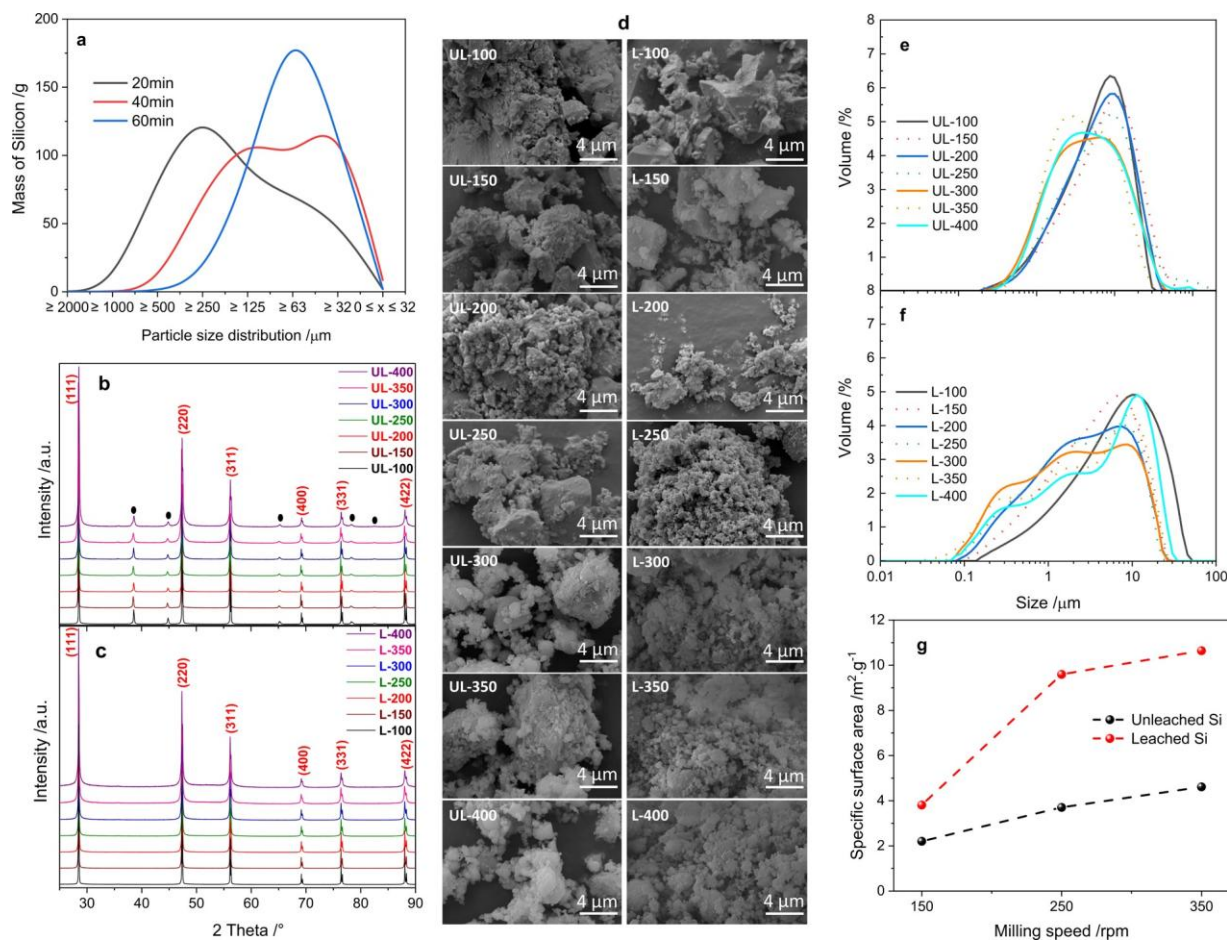 a
200
150
100
50
0
Mass of Silicon /g
20min
40min
60min
≥ 2000 ≥ 1000 ≥ 500 ≥ 250 ≥ 125 ≥ 63 ≥ 32 0 ≤ x ≤ 32
Particle size distribution /μm
b
Intensity /a.u.
(111)
(220)
(311)
(400)
(331)
(422)
UL-400
UL-350
UL-300
UL-250
UL-200
UL-150
UL-100
c
Intensity /a.u.
(111)
(220)
(311)
(400)
(331)
(422)
L-400
L-350
L-300
L-250
L-200
L-150
L-100
30 40 50 60 70 80 90
2 Theta /°
d
UL-100
4 μm
L-100
4 μm
UL-150
4 μm
L-150
4 μm
UL-200
4 μm
L-200
4 μm
UL-250
4 μm
L-250
4 μm
UL-300
4 μm
L-300
4 μm
UL-350
4 μm
L-350
4 μm
UL-400
4 μm
L-400
4 μm
e
8
7
6
5
4
3
2
1
8
Volume /%
UL-100
UL-150
UL-200
UL-250
UL-300
UL-350
UL-400
f
7
6
5
4
3
2
1
0
Volume /%
L-100
L-150
L-200
L-250
L-300
L-350
L-400
0.01 0.1 1 10 100
Size /μm
g
12
10
8
6
4
2
0
Specific surface area /m².g⁻¹
Unleached Si
Leached Si
150 200 250 300 350
Milling speed /rpm